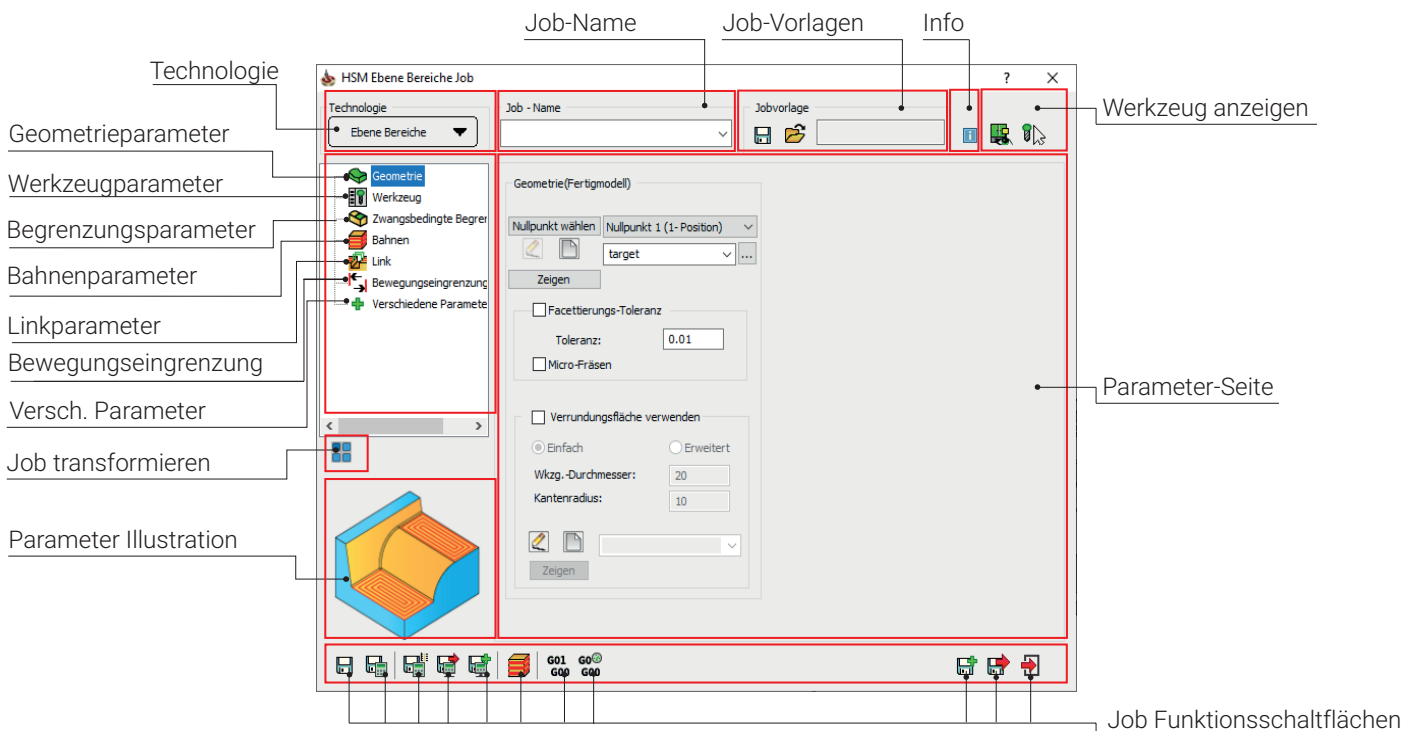 Job-Name
Job-Vorlagen
Info
Technologie
Geometrieparameter
Werkzeugparameter
Begrenzungsparameter
Bahnenparameter
Linkparameter
Bewegungseingrenzung
Versch. Parameter
Job transformieren
Parameter Illustration
HSM Ebene Bereiche Job
?
Technologie
Ebene Bereiche
Job - Name
Jobvorlage
Geometrie
Werkzeug
Zwangsbedingte Begrer
Bahnen
Link
Bewegungseingrenzung
Verschiedene Paramete
Geometrie(Fertigmodell)
Nullpunkt wählen
Nullpunkt 1 (1- Position)
target
...
Zeigen
Facettierungs-Toleranz
Toleranz:
0.01
Micro-Fräsen
Verrundungsfläche verwenden
Einfach
Erweitert
Wkzg.-Durchmesser:
20
Kantenradius:
10
Zeigen
G01
G00
G00
G00
Werkzeug anzeigen
Parameter-Seite
Job Funktionsschaltflächen